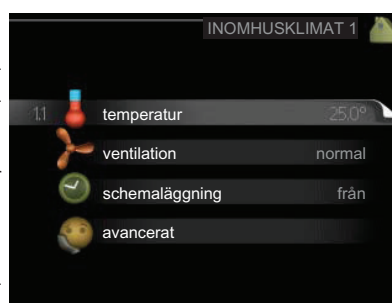 INOMHUSKLIMAT 1
1.1 temperatur 25.0°
ventilation normal
schemaläggning från
avancerat